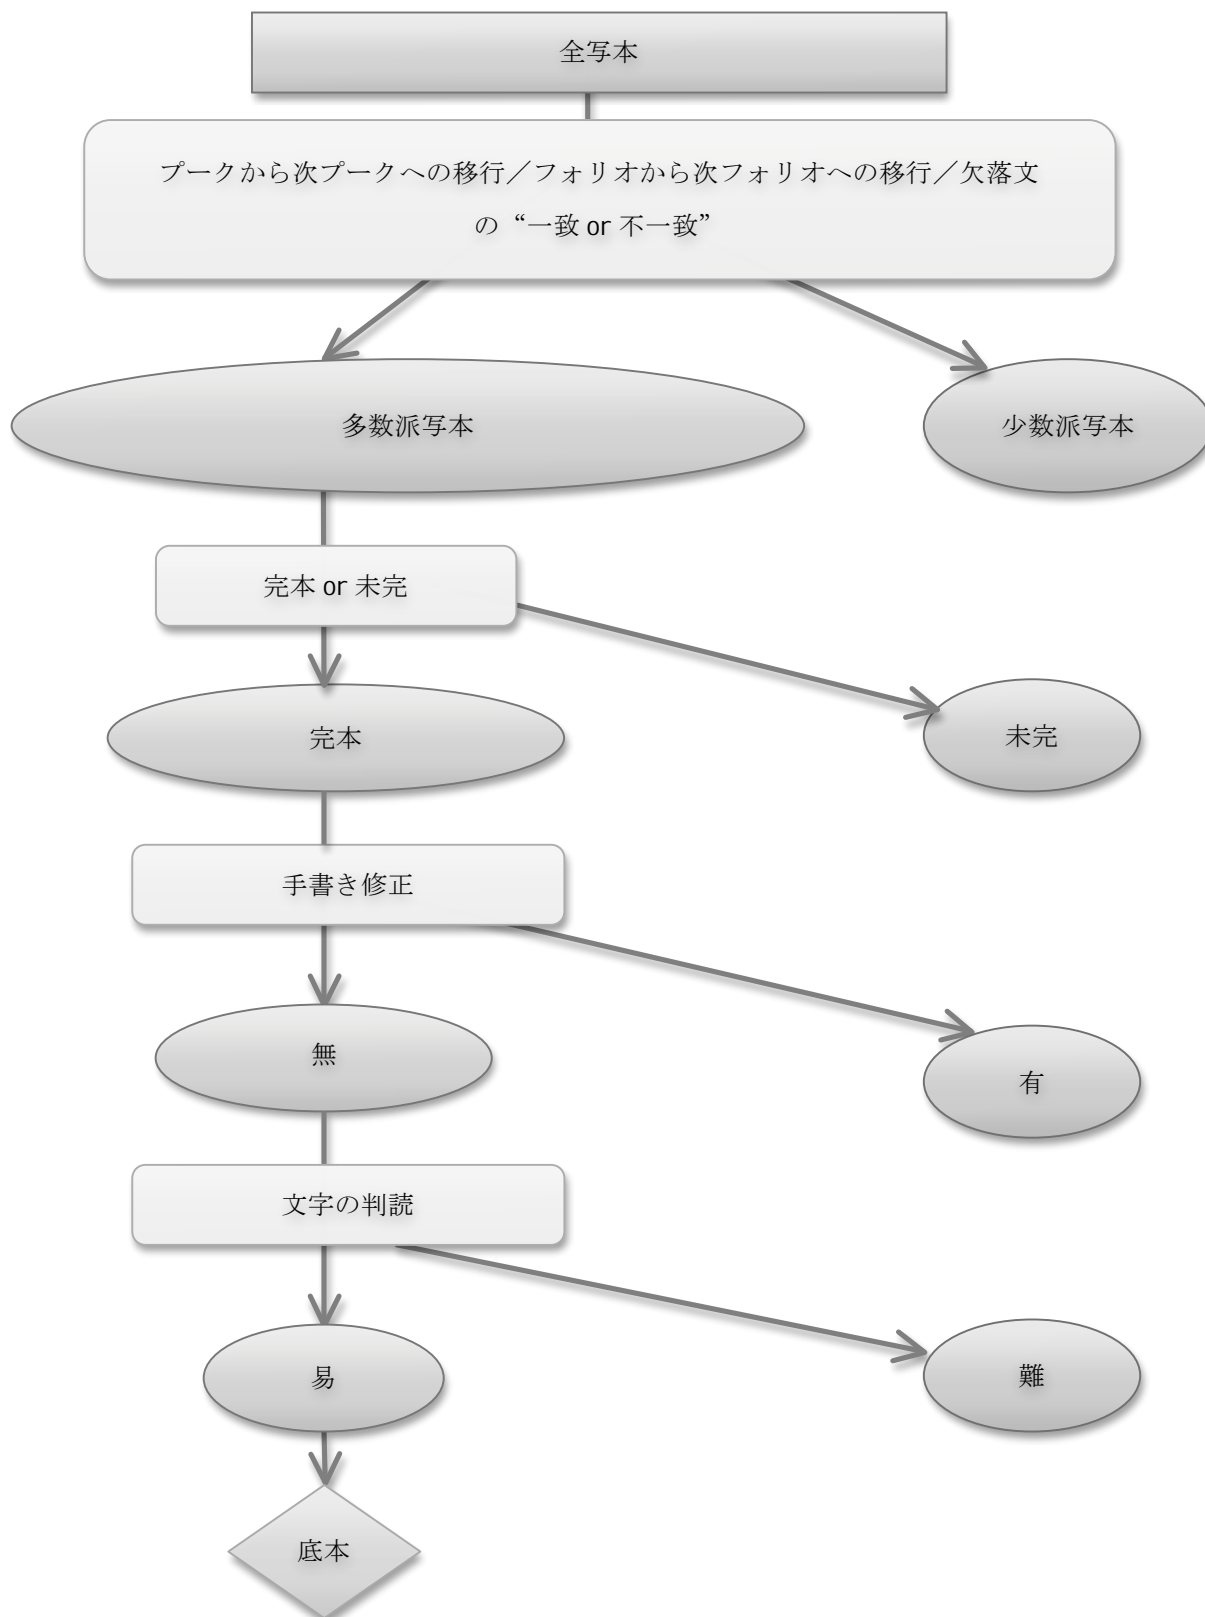 全写本
プークから次プークへの移行／フォリオから次フォリオへの移行／欠落文
の“一致 or 不一致”
多数派写本
少数派写本
完本 or 未完
完本
未完
手書き修正
無
有
文字の判読
易
難
底本